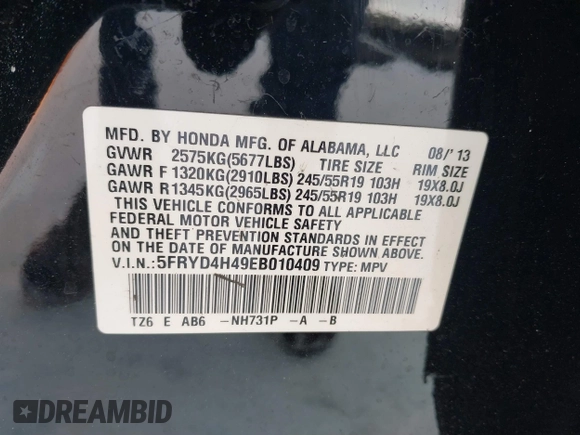 MFD. BY HONDA MFG. OF ALABAMA, LLC 08/'13
GVWR 2575KG(5677LBS) TIRE SIZE RIM SIZE
GAWR F 1320KG(2910LBS) 245/55R19 103H 19X8.0J
GAWR R1345KG(2965LBS) 245/55R19 103H 19X8.0J
THIS VEHICLE CONFORMS TO ALL APPLICABLE
FEDERAL MOTOR VEHICLE SAFETY
AND THEFT PREVENTION STANDARDS IN EFFECT
ON THE DATE OF MANUFACTURE SHOWN ABOVE.
V.I.N.:5FRYD4H49EB010409 TYPE: MPV
TZ6 E AB6 -NH731P -A -B
DREAMBID